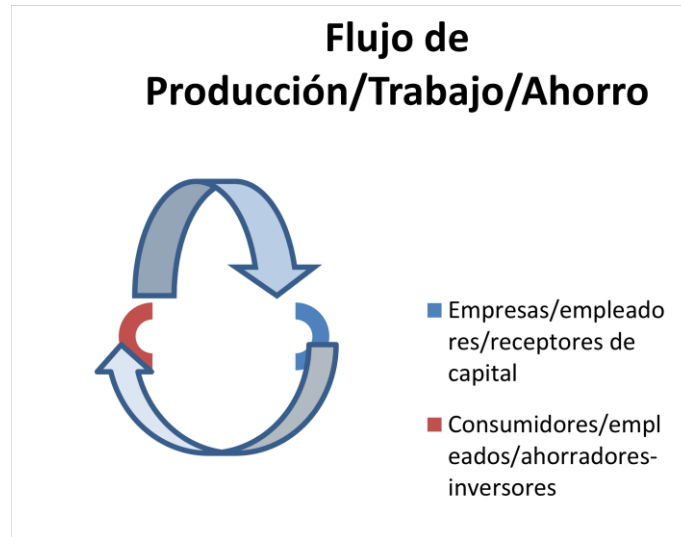 Flujo de
Producción/Trabajo/Ahorro
Empresas/empleado
res/receptores de
capital
Consumidores/empl
eados/ahorradores-
inversores